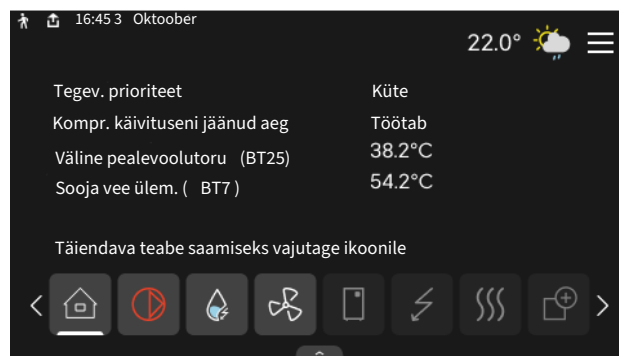 16:45 3 Oktoober
22.0°
Tegev. prioriteet Küte
Kompr. käivituseni jäänud aeg Töötab
Väline pealevoolutoru (BT25) 38.2°C
Sooja vee ülem. ( BT7 ) 54.2°C
Täiendava teabe saamiseks vajutage ikoonile